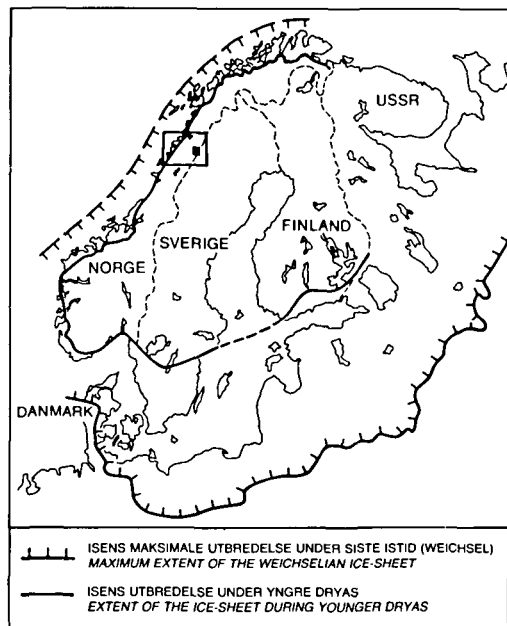 USSR
FINLAND
SVERIGE
NORGE
DANMARK
ISENS MAKSIMALE UTBREDELSE UNDER SISTE ISTID (WEICHSEL)
MAXIMUM EXTENT OF THE WEICHSELIAN ICE-SHEET
ISENS UTBREDELSE UNDER YNGRE DRYAS
EXTENT OF THE ICE-SHEET DURING YOUNGER DRYAS